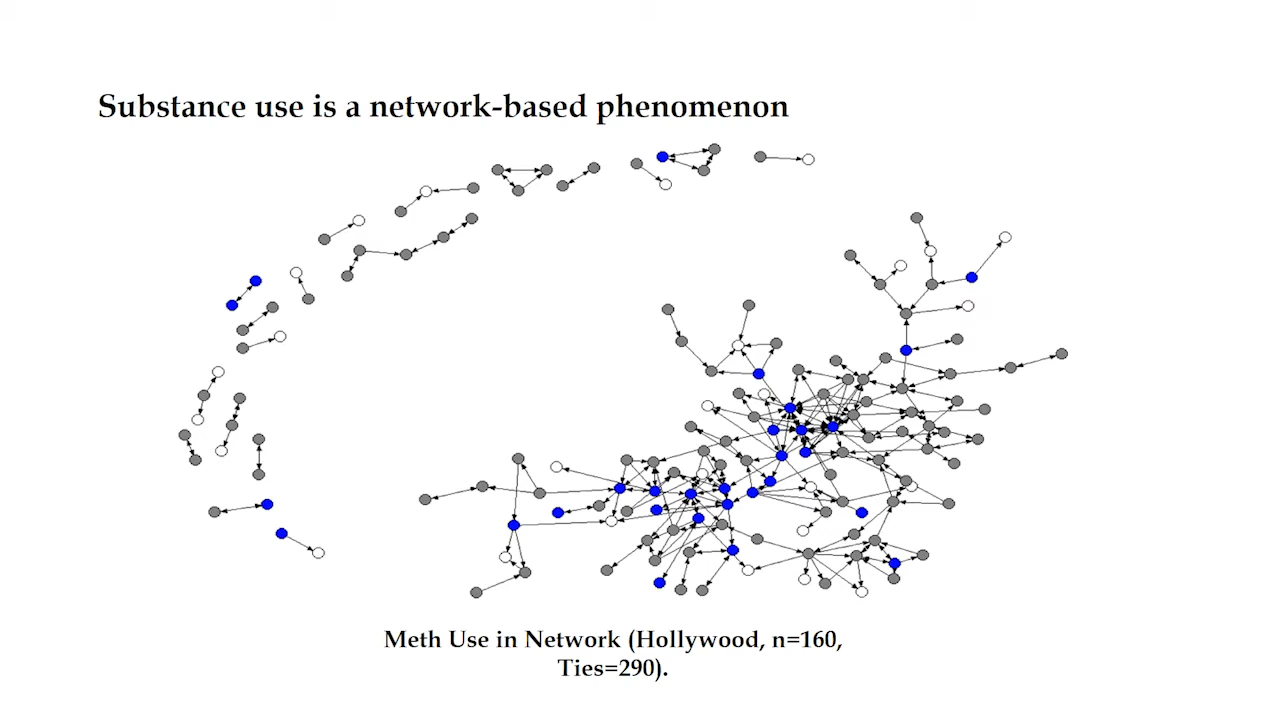 Substance use is a network-based phenomenon
Meth Use in Network (Hollywood, n=160,
Ties=290).